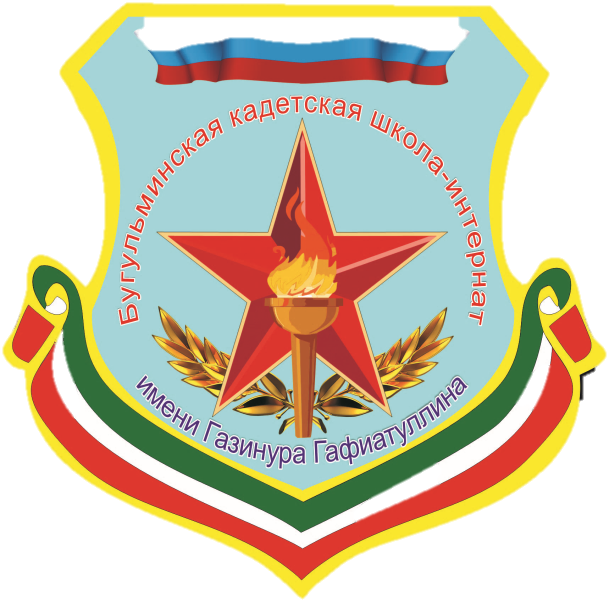 Бугульминская кадетская школа-интернат
имени Газинура Гафиатуллина